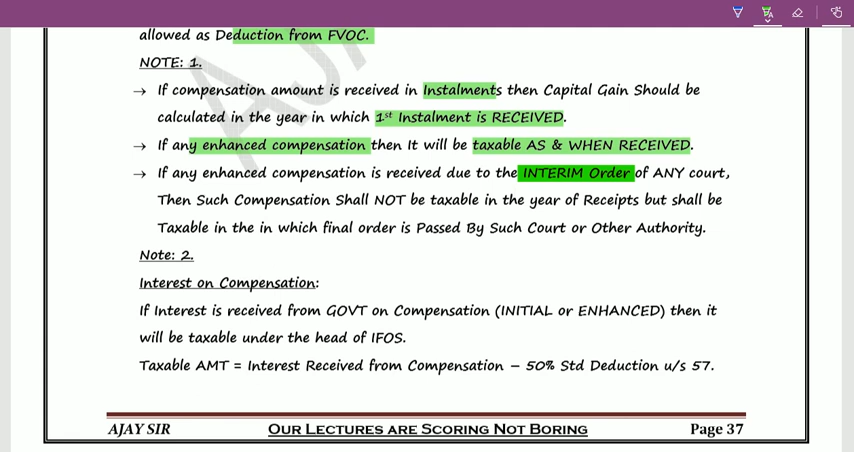 allowed as Deduction from FVOC.
NOTE: 1.
→ If compensation amount is received in Instalments then Capital Gain Should be
calculated in the year in which 1st Instalment is RECEIVED.
→ If any enhanced compensation then It will be taxable AS & WHEN RECEIVED.
→ If any enhanced compensation is received due to the INTERIM Order of ANY court,
Then Such Compensation Shall NOT be taxable in the year of Receipts but shall be
Taxable in the in which final order is Passed By Such Court or Other Authority.
Note: 2.
Interest on Compensation:
If Interest is received from GOVT on Compensation (INITIAL or ENHANCED) then it
will be taxable under the head of IFOS.
Taxable AMT = Interest Received from Compensation – 50% Std Deduction u/s 57.
AJAY SIR OUR LECTURES ARE SCORING NOT BORING Page 37